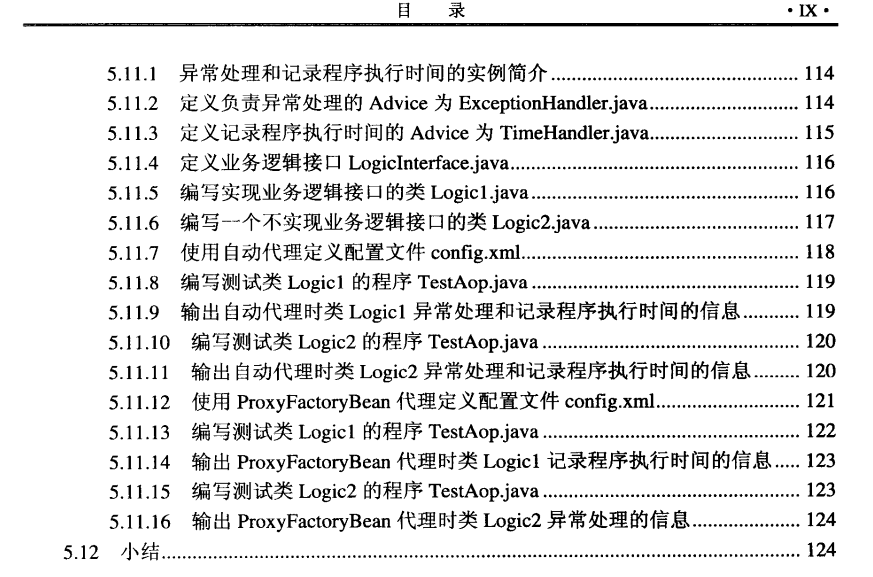 目 录 ·IX·
5.11.1 异常处理和记录程序执行时间的实例简介 ........ 114
5.11.2 定义负责异常处理的 Advice 为 ExceptionHandler.java ........ 114
5.11.3 定义记录程序执行时间的 Advice 为 TimeHandler.java ........ 115
5.11.4 定义业务逻辑接口 LogicInterface.java ........ 116
5.11.5 编写实现业务逻辑接口的类 Logic1.java ........ 116
5.11.6 编写一个不实现业务逻辑接口的类 Logic2.java ........ 117
5.11.7 使用自动代理定义配置文件 config.xml ........ 118
5.11.8 编写测试类 Logic1 的程序 TestAop.java ........ 119
5.11.9 输出自动代理时类 Logic1 异常处理和记录程序执行时间的信息 ........ 119
5.11.10 编写测试类 Logic2 的程序 TestAop.java ........ 120
5.11.11 输出自动代理时类 Logic2 异常处理和记录程序执行时间的信息 ........ 120
5.11.12 使用 ProxyFactoryBean 代理定义配置文件 config.xml ........ 121
5.11.13 编写测试类 Logic1 的程序 TestAop.java ........ 122
5.11.14 输出 ProxyFactoryBean 代理时类 Logic1 记录程序执行时间的信息 ..... 123
5.11.15 编写测试类 Logic2 的程序 TestAop.java ........ 123
5.11.16 输出 ProxyFactoryBean 代理时类 Logic2 异常处理的信息 ........ 124
5.12 小结 ........ 124